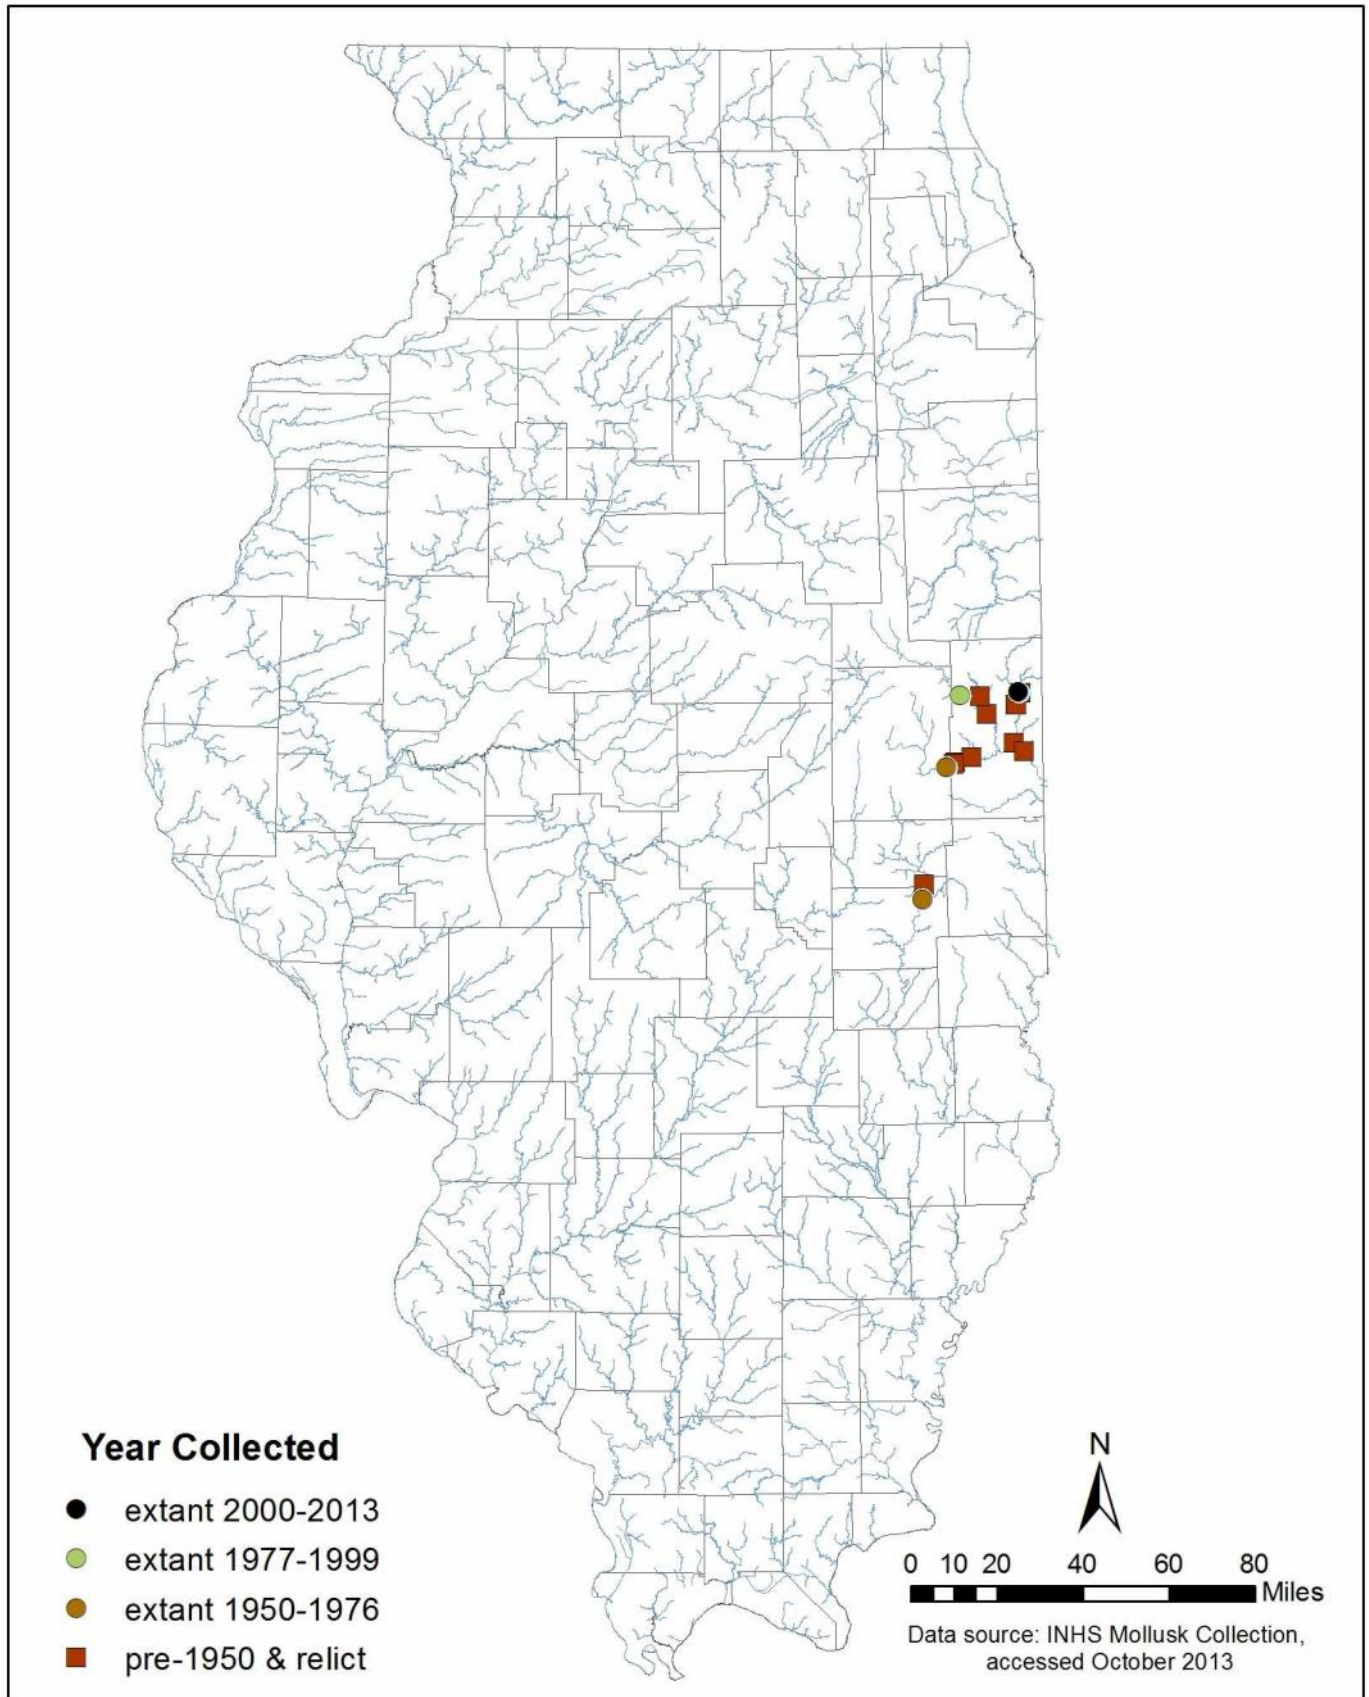 Year Collected
extant 2000-2013
extant 1977-1999
extant 1950-1976
pre-1950 & relict
N
0 10 20 40 60 80
Miles
Data source: INHS Mollusk Collection,
accessed October 2013